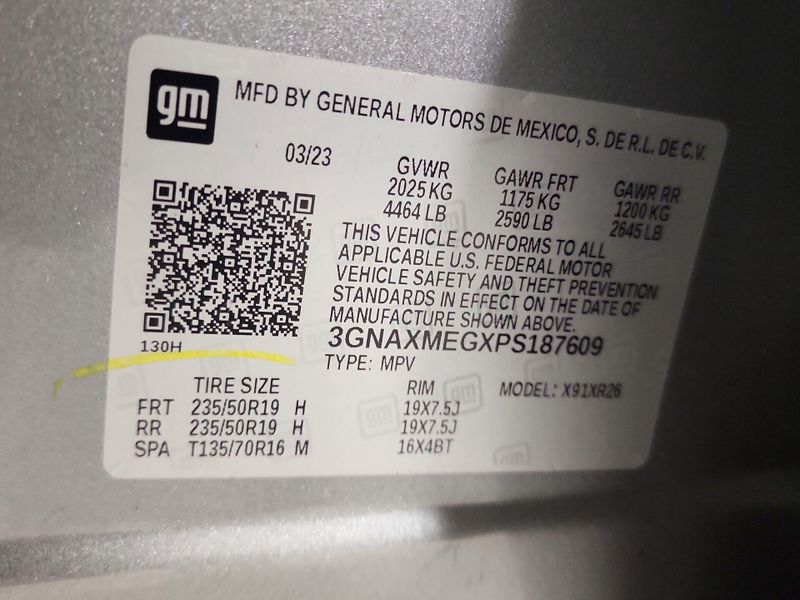 gm
MFD BY GENERAL MOTORS DE MEXICO, S. DE R.L. DE C.V.
03/23
GVWR
2025 KG
4464 LB
GAWR FRT
1175 KG
2590 LB
GAWR RR
1200 KG
2645 LB
THIS VEHICLE CONFORMS TO ALL
APPLICABLE U.S. FEDERAL MOTOR
VEHICLE SAFETY AND THEFT PREVENTION
STANDARDS IN EFFECT ON THE DATE OF
MANUFACTURE SHOWN ABOVE.
3GNAXMEGXPS187609
130H
TYPE: MPV
TIRE SIZE RIM MODEL: X91XR26
FRT 235/50R19 H 19X7.5J
RR 235/50R19 H 19X7.5J
SPA T135/70R16 M 16X4BT